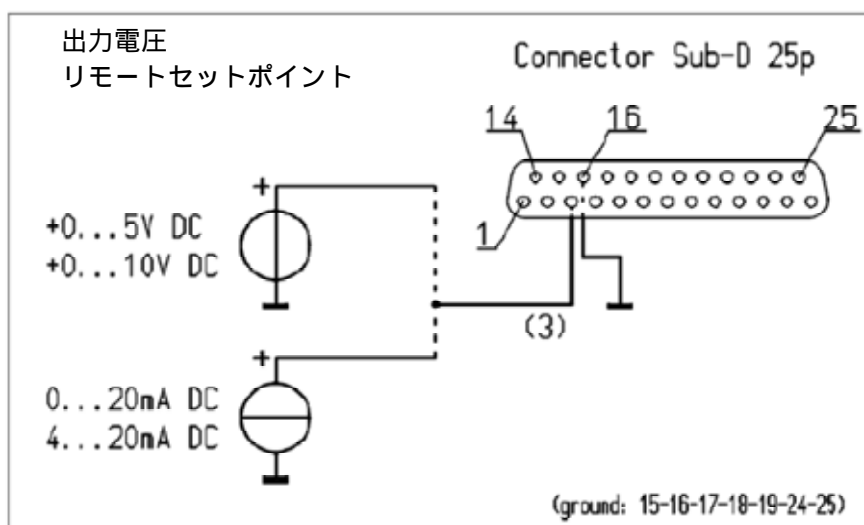 出力電圧
リモートセットポイント
Connector Sub-D 25p
14
16
25
1
+
+0...5V DC
+0...10V DC
(3)
+
0...20mA DC
4...20mA DC
(ground: 15-16-17-18-19-24-25)